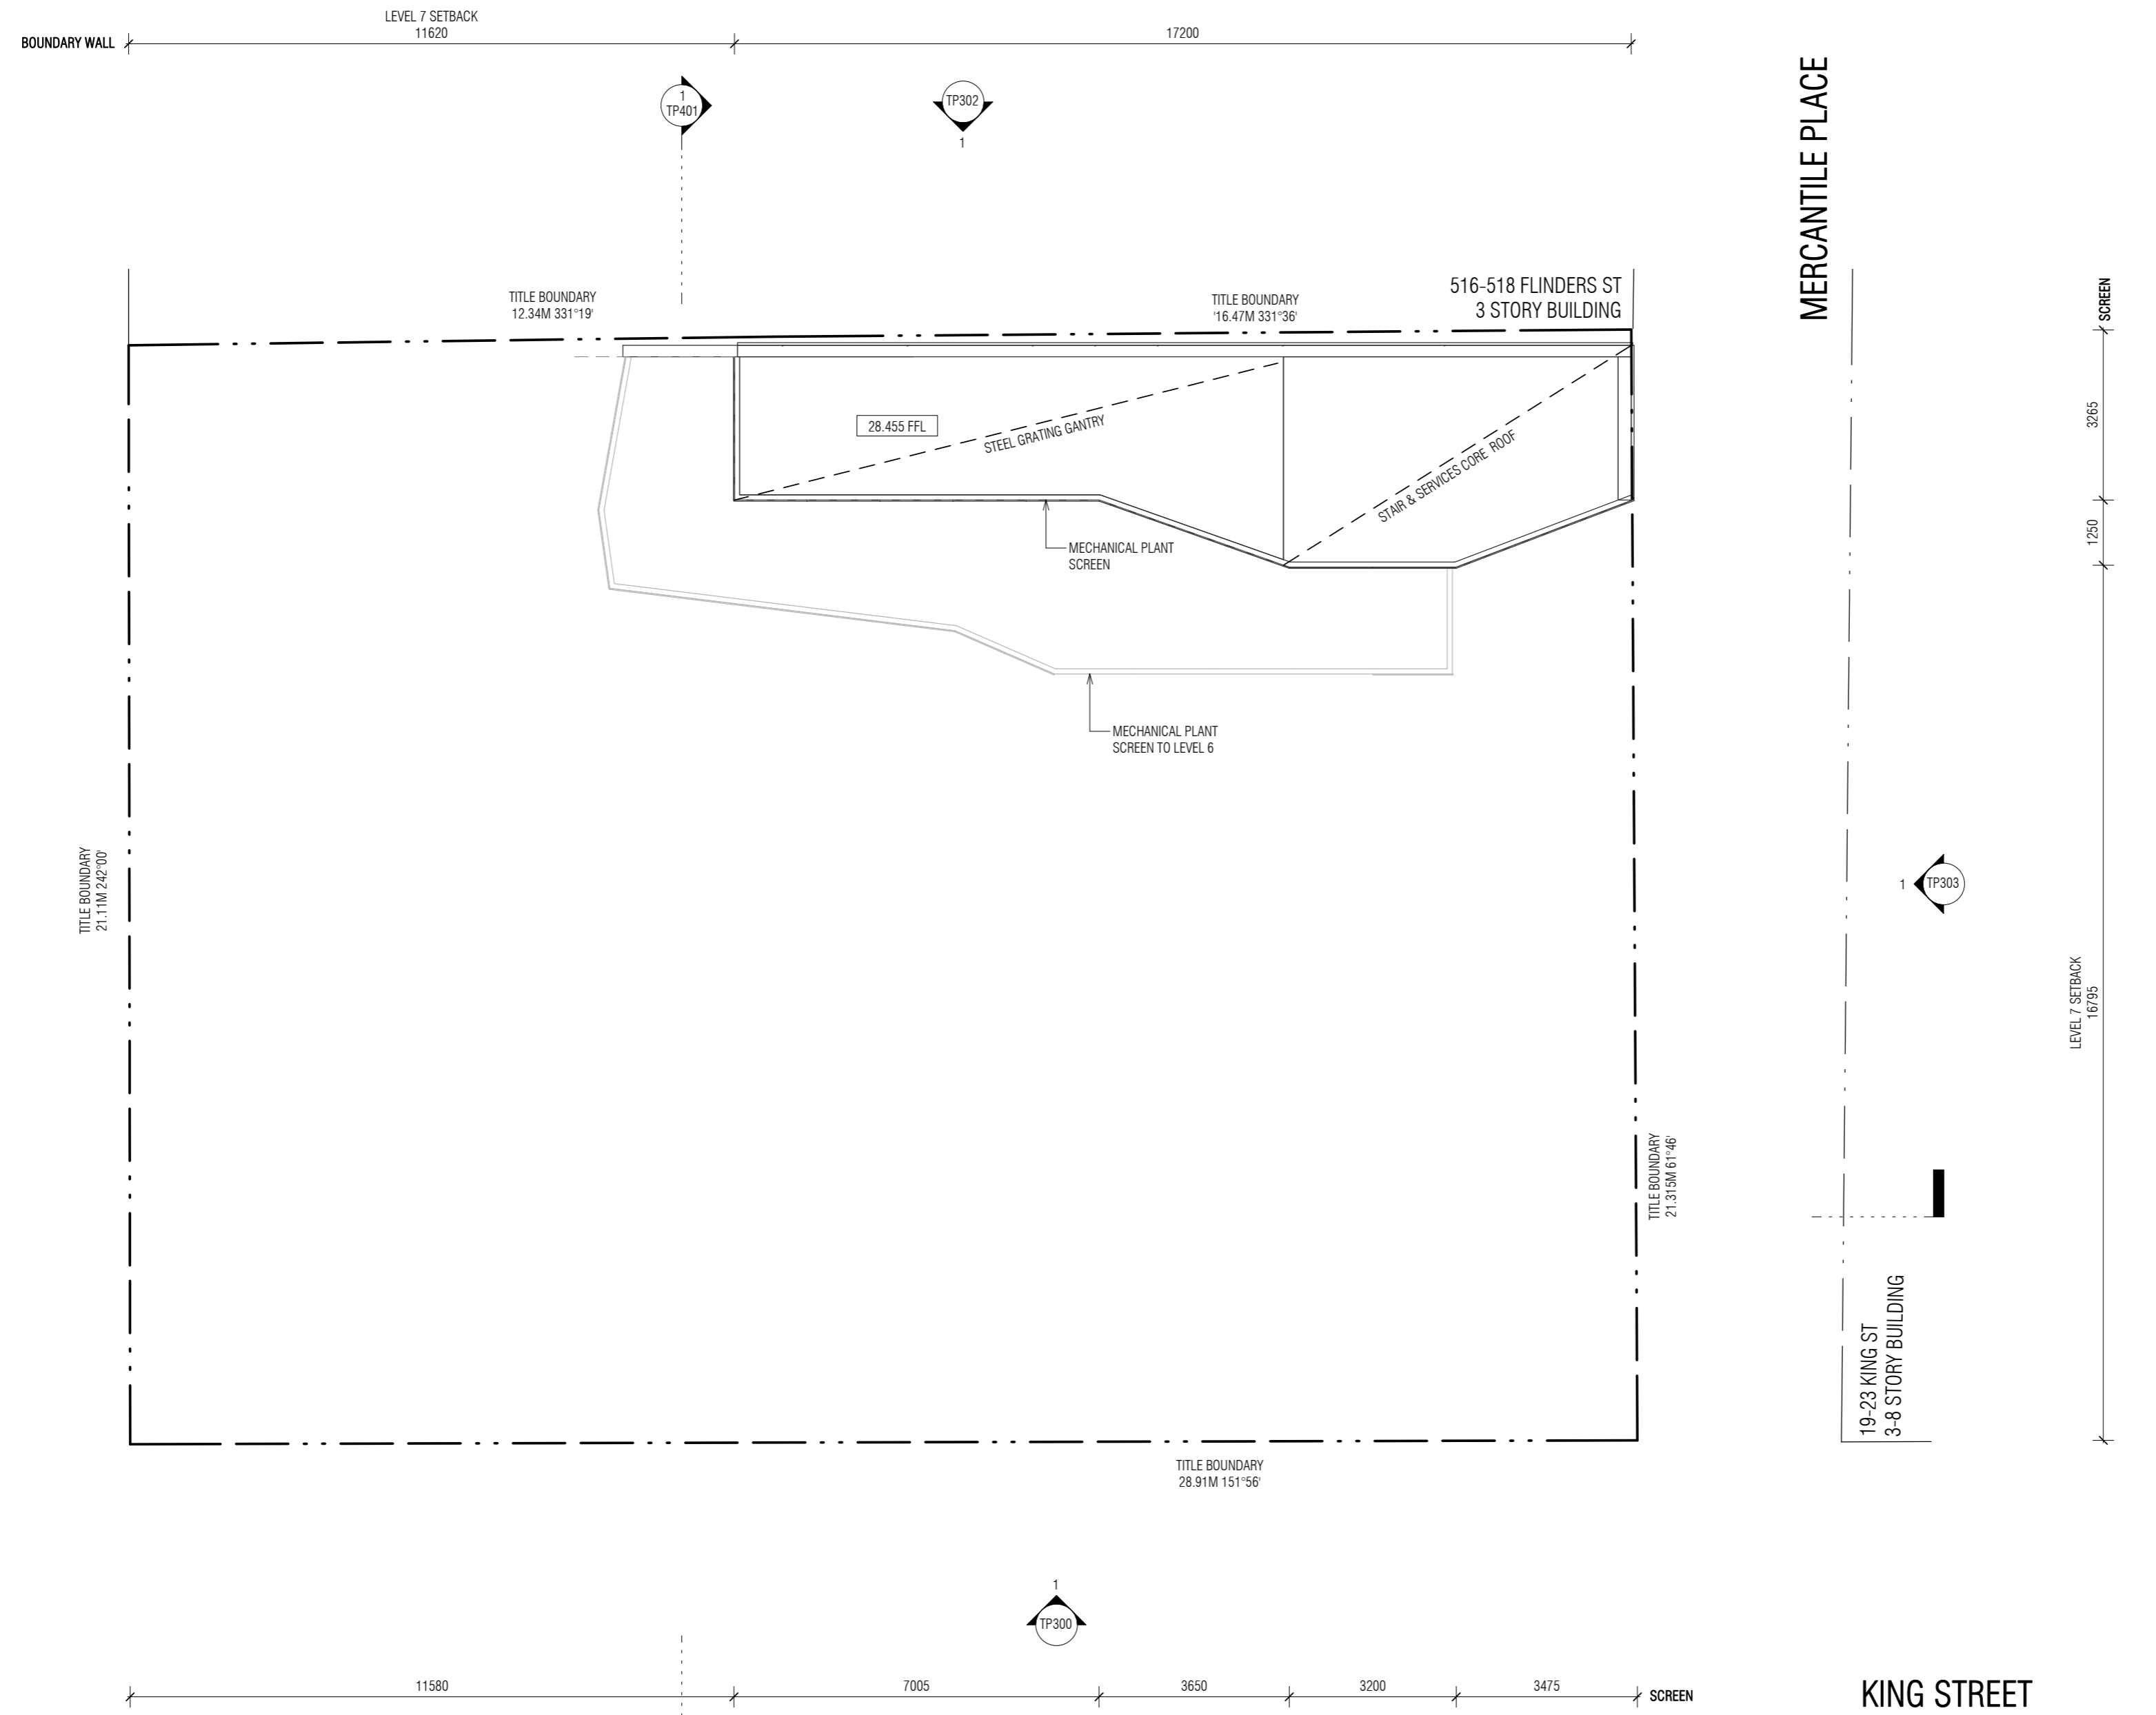 LEVEL 7 SETBACK
BOUNDARY WALL
11620
17200
1
TP401
TP302
1
MERCANTILE PLACE
516-518 FLINDERS ST
3 STORY BUILDING
TITLE BOUNDARY
12.34M 331°19'
TITLE BOUNDARY
'16.47M 331°36'
SCREEN
3265
28.455 FFL
STEEL GRATING GANTRY
STAIR & SERVICES CORE ROOF
1250
MECHANICAL PLANT
SCREEN
MECHANICAL PLANT
SCREEN TO LEVEL 6
TITLE BOUNDARY
21.11M 242°00'
1
TP303
LEVEL 7 SETBACK
16795
TITLE BOUNDARY
21.315M 61°46'
19-23 KING ST
3-8 STORY BUILDING
TITLE BOUNDARY
28.91M 151°56'
1
TP300
11580
7005
3650
3200
3475
SCREEN
KING STREET